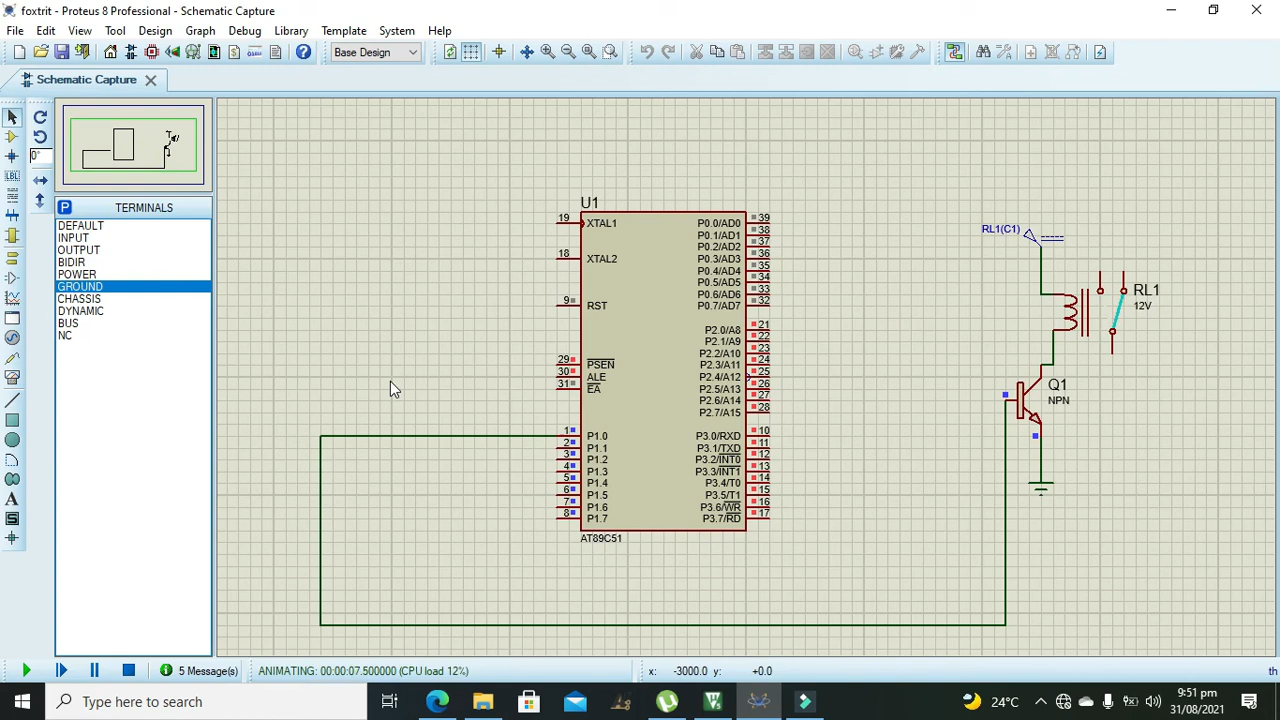 foxtrit - Proteus 8 Professional - Schematic Capture
File Edit View Tool Design Graph Debug Library Template System Help
Base Design
Schematic Capture
0°
P TERMINALS
DEFAULT
INPUT
OUTPUT
BIDIR
POWER
GROUND
CHASSIS
DYNAMIC
BUS
NC
LBL
A
U1
19 XTAL1
18 XTAL2
9 RST
29 PSEN
30 ALE
31 EA
1 P1.0
2 P1.1
3 P1.2
4 P1.3
5 P1.4
6 P1.5
7 P1.6
8 P1.7
P0.0/AD0 39
P0.1/AD1 38
P0.2/AD2 37
P0.3/AD3 36
P0.4/AD4 35
P0.5/AD5 34
P0.6/AD6 33
P0.7/AD7 32
P2.0/A8 21
P2.1/A9 22
P2.2/A10 23
P2.3/A11 24
P2.4/A12 25
P2.5/A13 26
P2.6/A14 27
P2.7/A15 28
P3.0/RXD 10
P3.1/TXD 11
P3.2/INT0 12
P3.3/INT1 13
P3.4/T0 14
P3.5/T1 15
P3.6/WR 16
P3.7/RD 17
AT89C51
RL1(C1)
RL1
12V
Q1
NPN
5 Message(s) ANIMATING: 00:00:07.500000 (CPU load 12%) x: -3000.0 y: +0.0 th
Type here to search
24°C
9:51 pm
31/08/2021